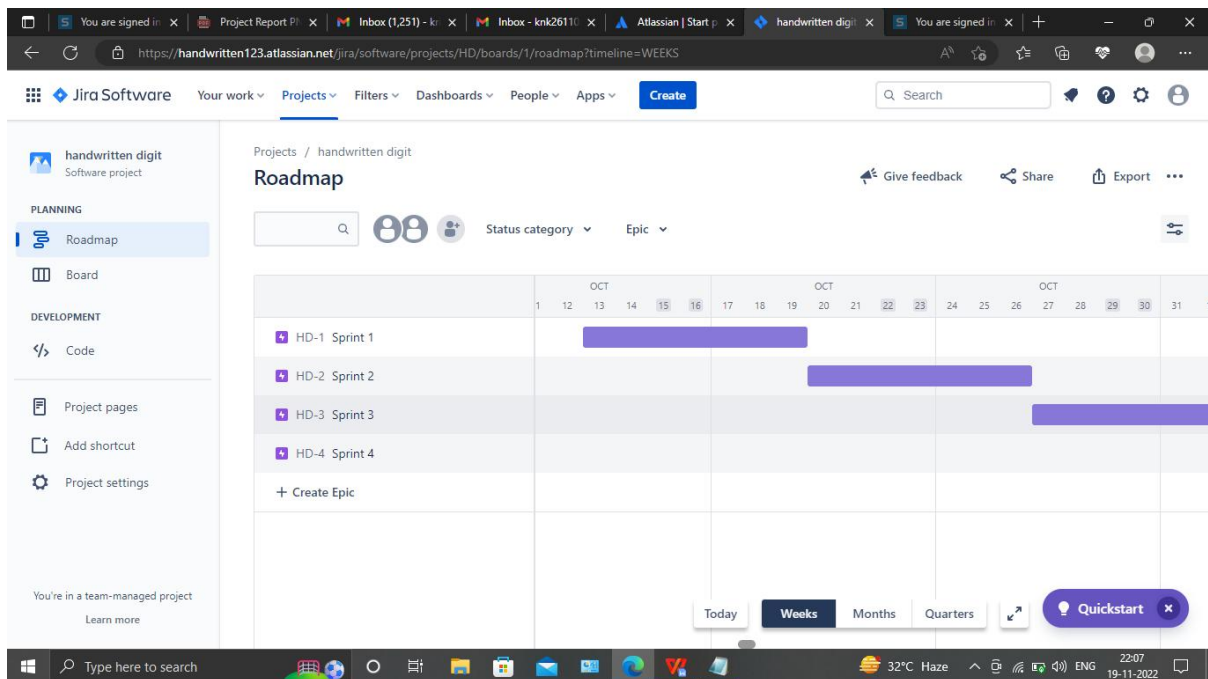 You are signed in
Project Report Pl
Inbox (1,251) - kr
Inbox - knk26110
Atlassian | Start p
handwritten digit
You are signed in
https://handwritten123.atlassian.net/jira/software/projects/HD/boards/1/roadmap?timeline=WEEKS
Jira Software Your work Projects Filters Dashboards People Apps Create Search
handwritten digit
Software project
PLANNING
Roadmap
Board
DEVELOPMENT
Code
Project pages
Add shortcut
Project settings
You're in a team-managed project
Learn more
Projects / handwritten digit
Roadmap
Give feedback Share Export
Status category Epic
OCT OCT OCT
1 12 13 14 15 16 17 18 19 20 21 22 23 24 25 26 27 28 29 30 31
HD-1 Sprint 1
HD-2 Sprint 2
HD-3 Sprint 3
HD-4 Sprint 4
+ Create Epic
Today Weeks Months Quarters
Quickstart
Type here to search
32°C Haze ENG
22:07
19-11-2022